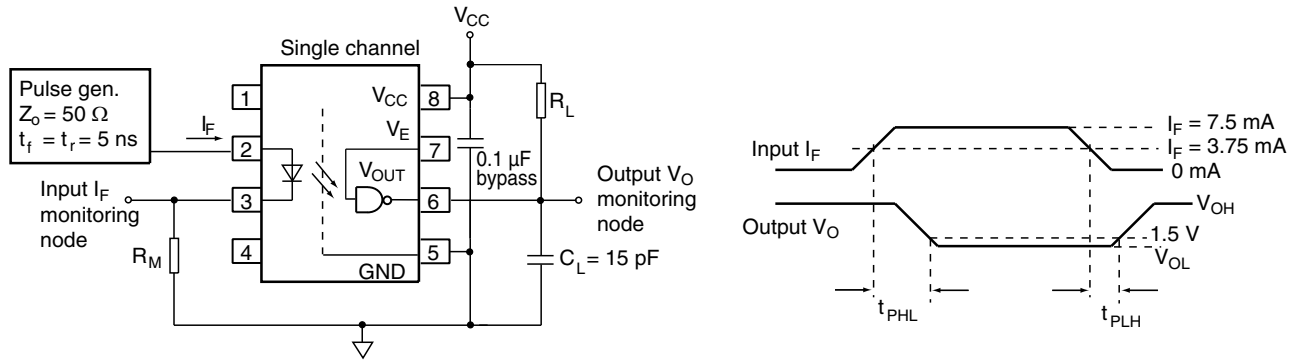 V_CC
Single channel
Pulse gen.
Z_o = 50 Ω
t_f = t_r = 5 ns
I_F
1
2
3
4
V_CC
V_E
V_OUT
GND
8
7
6
5
R_L
0.1 µF
bypass
Input I_F
monitoring
node
R_M
Output V_O
monitoring
node
C_L = 15 pF
Input I_F
I_F = 7.5 mA
I_F = 3.75 mA
0 mA
Output V_O
V_OH
1.5 V
V_OL
t_PHL
t_PLH